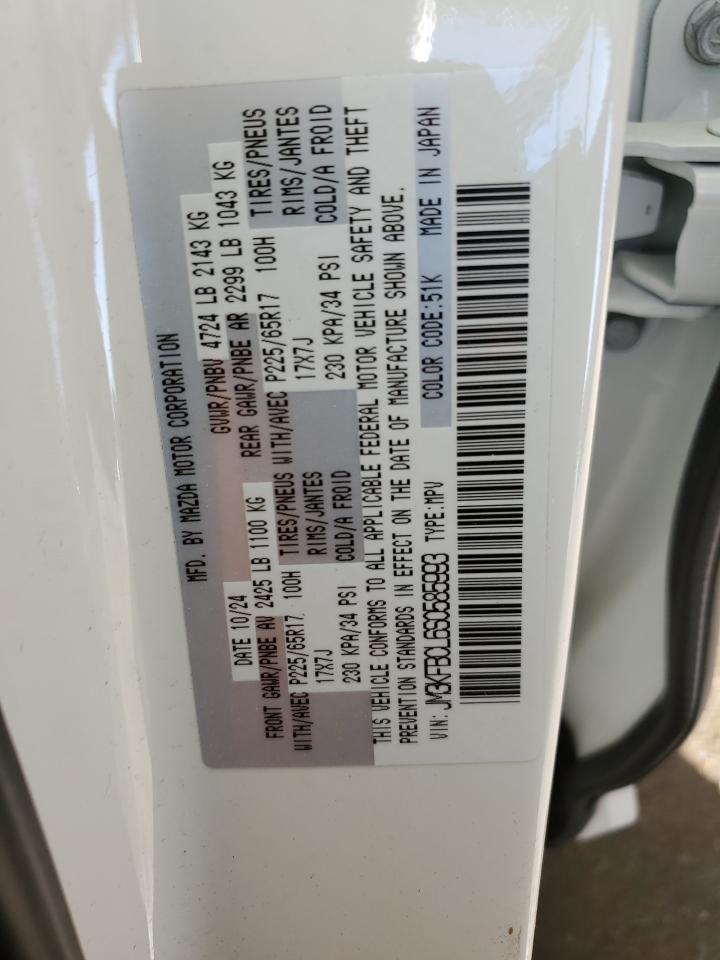 MFD. BY MAZDA MOTOR CORPORATION
DATE 10/24 GVWR/PNBV 4724 LB 2143 KG
FRONT GAWR/PNBE AV 2425 LB 1100 KG REAR GAWR/PNBE AR 2299 LB 1043 KG
WITH/AVEC P225/65R17 100H TIRES/PNEUS WITH/AVEC P225/65R17 100H TIRES/PNEUS
17X7J RIMS/JANTES 17X7J RIMS/JANTES
230 KPA/34 PSI COLD/A FROID 230 KPA/34 PSI COLD/A FROID
THIS VEHICLE CONFORMS TO ALL APPLICABLE FEDERAL MOTOR VEHICLE SAFETY AND THEFT
PREVENTION STANDARDS IN EFFECT ON THE DATE OF MANUFACTURE SHOWN ABOVE.
VIN: JM3KFBCL6S0585993 TYPE:MPV COLOR CODE:51K MADE IN JAPAN